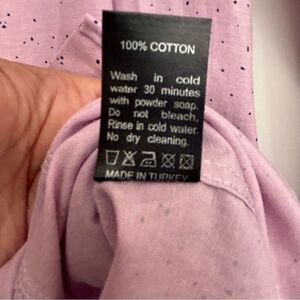 100% COTTON
Wash in cold
water 30 minutes
with powder soap.
Do not bleach,
Rinse in cold water.
No dry cleaning.
MADE IN TURKEY